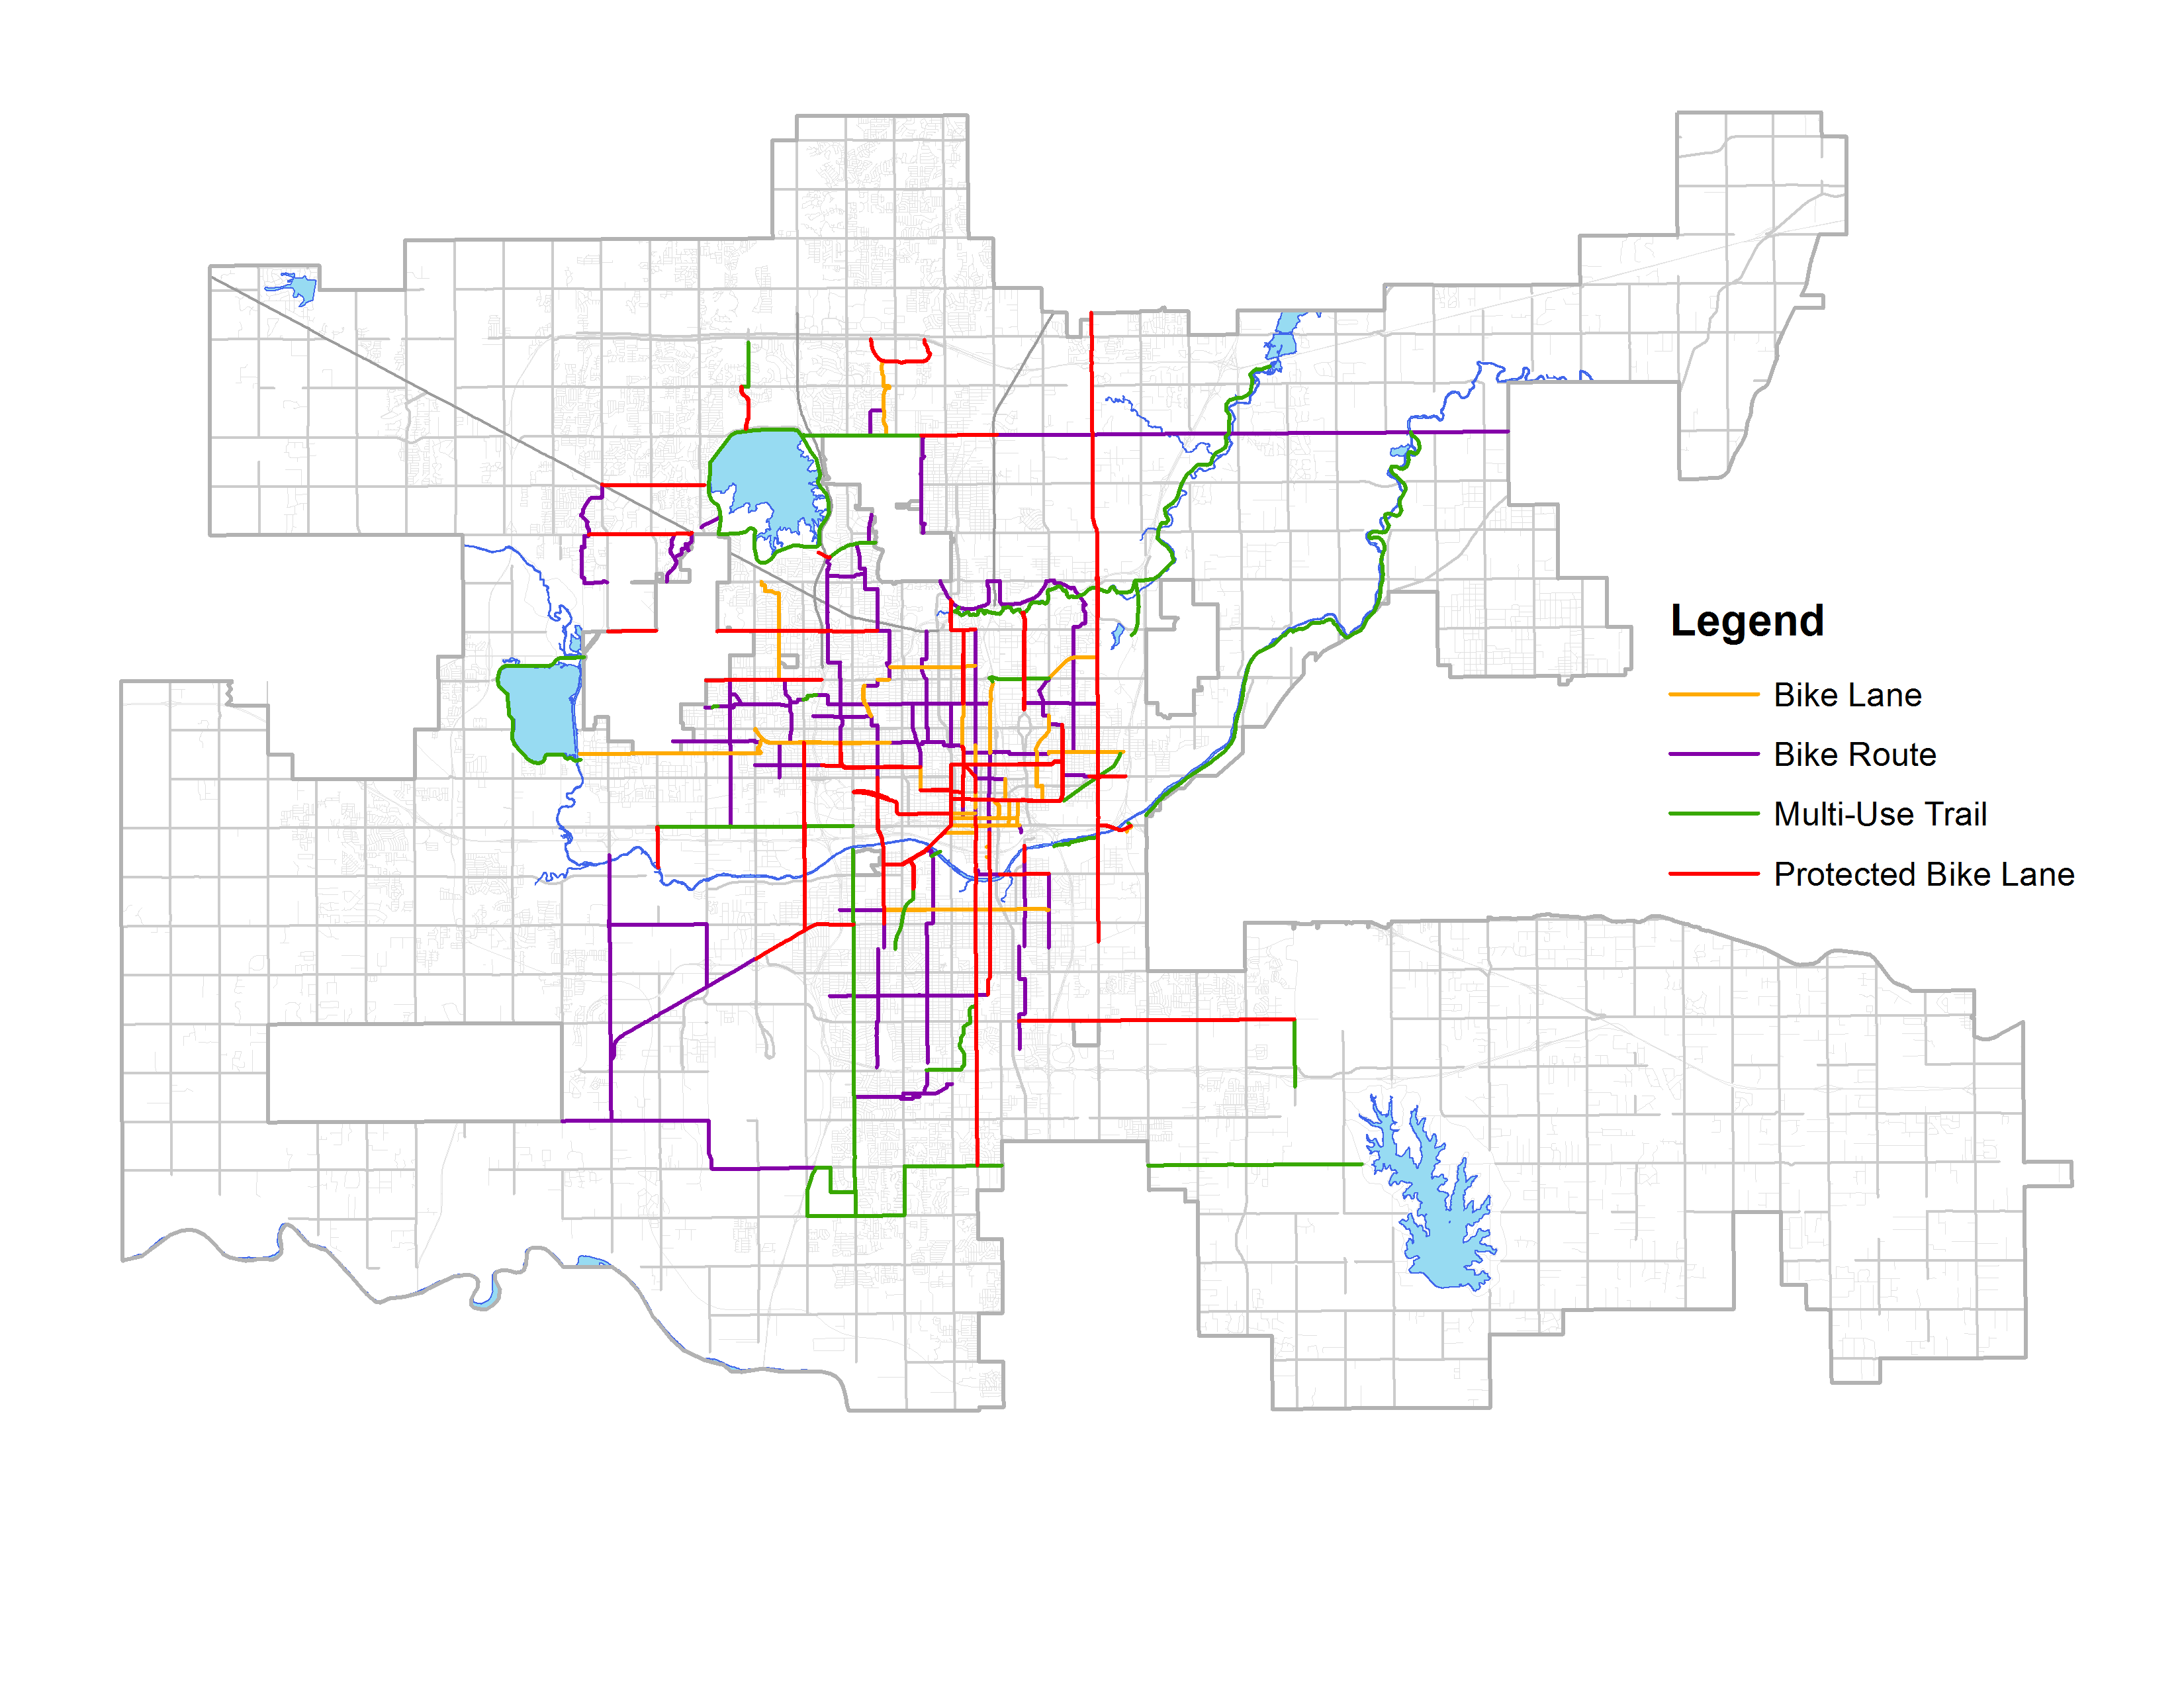 Legend
Bike Lane
Bike Route
Multi-Use Trail
Protected Bike Lane